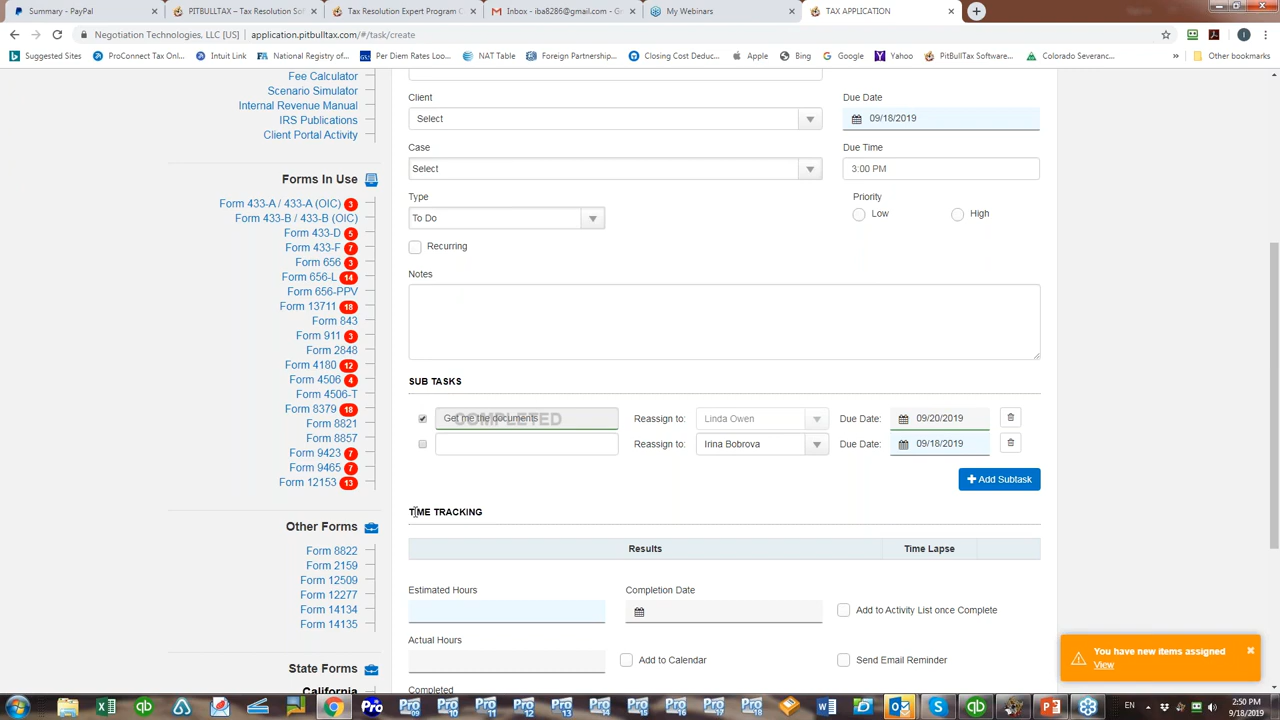 Summary - PayPal
PITBULLTAX – Tax Resolution Sof
Tax Resolution Expert Program C
Inbox - iba8286@gmail.com - G
My Webinars
TAX APPLICATION
Negotiation Technologies, LLC [US] | application.pitbulltax.com/#/task/create
Suggested Sites
ProConnect Tax Onl...
Intuit Link
National Registry of...
Per Diem Rates Loo...
NAT Table
Foreign Partnership...
Closing Cost Deduc...
Apple
Bing
Google
Yahoo
PitBullTax Software...
Colorado Severanc...
» Other bookmarks
Fee Calculator
Scenario Simulator
Internal Revenue Manual
IRS Publications
Client Portal Activity
Forms In Use
Form 433-A / 433-A (OIC) 3
Form 433-B / 433-B (OIC)
Form 433-D 5
Form 433-F 7
Form 656 3
Form 656-L 14
Form 656-PPV
Form 13711 18
Form 843
Form 911 3
Form 2848
Form 4180 12
Form 4506 4
Form 4506-T
Form 8379 18
Form 8821
Form 8857
Form 9423 7
Form 9465 7
Form 12153 13
Other Forms
Form 8822
Form 2159
Form 12509
Form 12277
Form 14134
Form 14135
State Forms
California
Client
Select
Due Date
09/18/2019
Case
Select
Due Time
3:00 PM
Type
To Do
Priority
Low
High
Recurring
Notes
SUB TASKS
Get me the documents
COMPLETED
Reassign to: Linda Owen
Due Date: 09/20/2019
Reassign to: Irina Bobrova
Due Date: 09/18/2019
+ Add Subtask
TIME TRACKING
Results
Time Lapse
Estimated Hours
Completion Date
Add to Activity List once Complete
Actual Hours
Add to Calendar
Send Email Reminder
Completed
You have new items assigned
View
EN
2:50 PM
9/18/2019